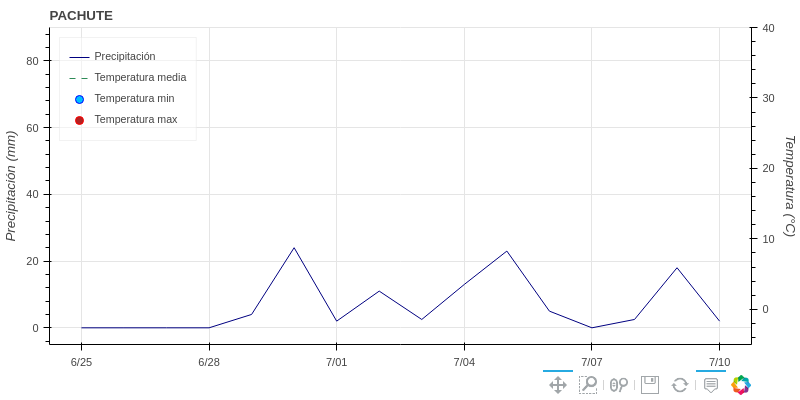 PACHUTE
Precipitación
Temperatura media
Temperatura min
Temperatura max
Precipitación (mm)
80
60
40
20
0
Temperatura (°C)
40
30
20
10
0
6/25 6/28 7/01 7/04 7/07 7/10